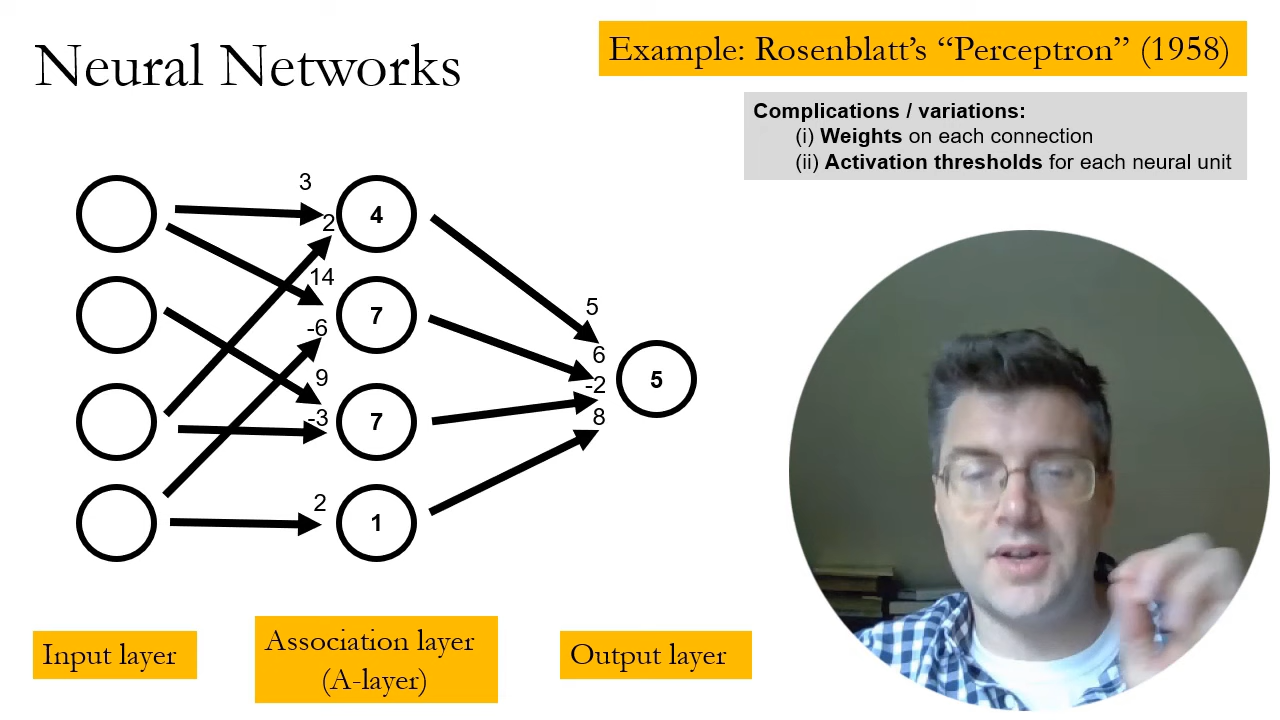 Neural Networks
Example: Rosenblatt’s “Perceptron” (1958)
Complications / variations:
(i) Weights on each connection
(ii) Activation thresholds for each neural unit
3
2
4
14
7
-6
9
-3
7
2
1
5
6
-2
8
5
Input layer
Association layer
(A-layer)
Output layer